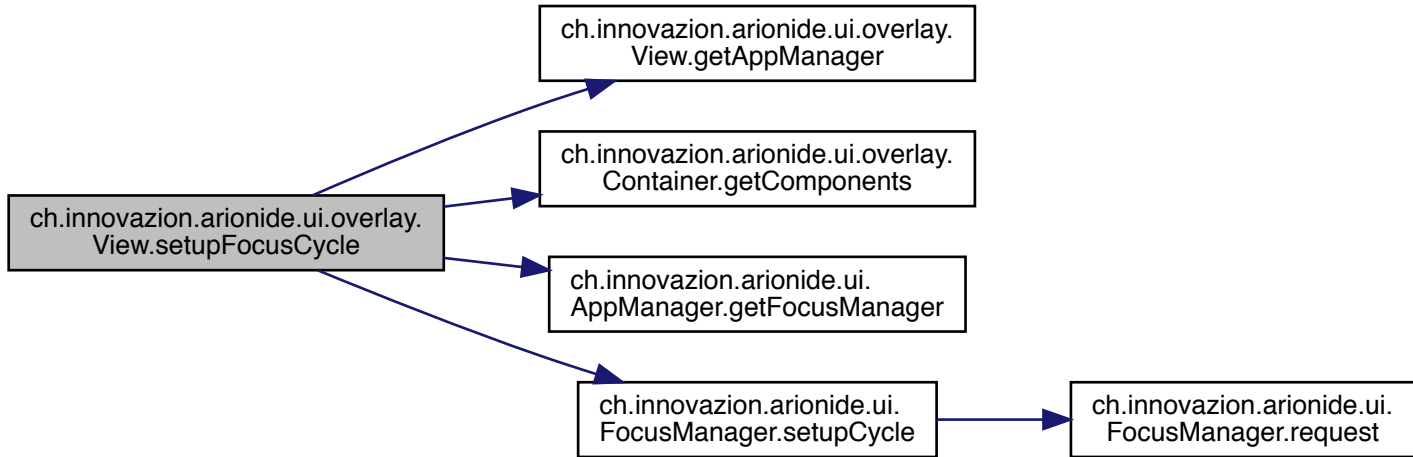 ch.innovazion.arionide.ui.overlay.
View.getAppManager
ch.innovazion.arionide.ui.overlay.
Container.getComponents
ch.innovazion.arionide.ui.overlay.
View.setupFocusCycle
ch.innovazion.arionide.ui.
AppManager.getFocusManager
ch.innovazion.arionide.ui.
FocusManager.setupCycle
ch.innovazion.arionide.ui.
FocusManager.request